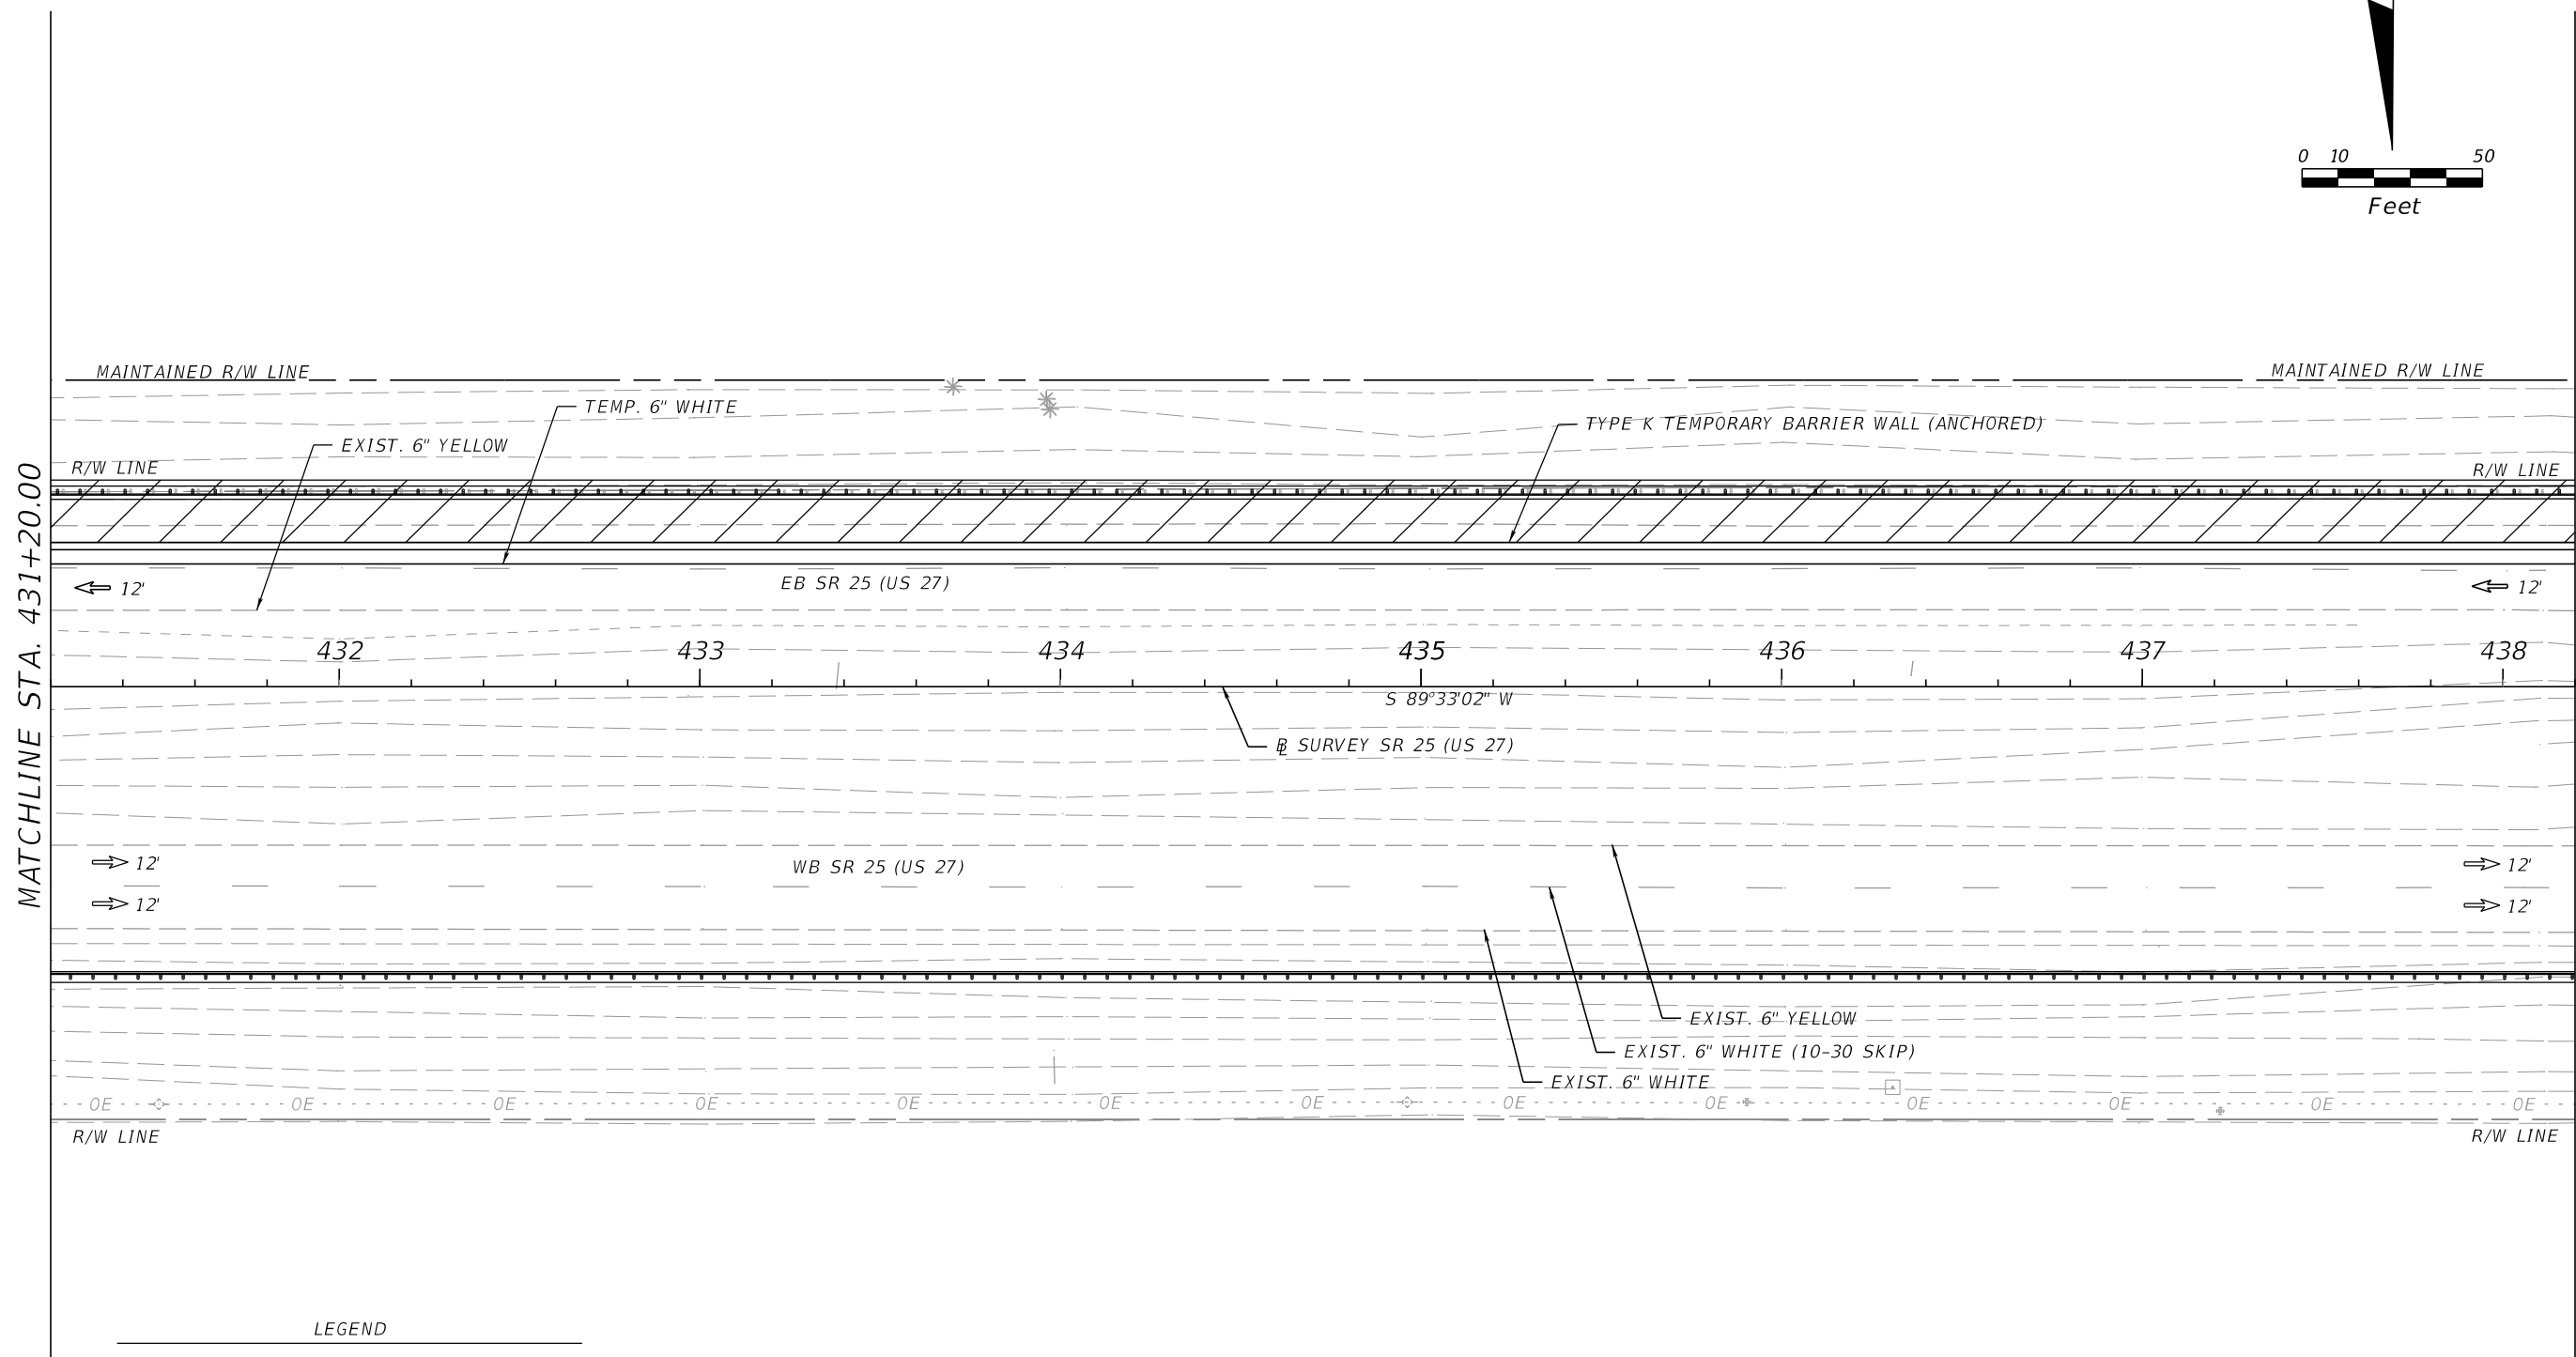 0 10 50
Feet
MAINTAINED R/W LINE
MAINTAINED R/W LINE
TEMP. 6" WHITE
TYPE K TEMPORARY BARRIER WALL (ANCHORED)
EXIST. 6" YELLOW
R/W LINE
R/W LINE
MATCHLINE STA. 431+20.00
12'
EB SR 25 (US 27)
12'
432 433 434 435 436 437 438
S 89°33'02" W
BL SURVEY SR 25 (US 27)
12'
WB SR 25 (US 27)
12'
12'
12'
EXIST. 6" YELLOW
EXIST. 6" WHITE (10-30 SKIP)
EXIST. 6" WHITE
OE OE OE OE OE OE OE OE OE OE OE OE OE
R/W LINE
R/W LINE
LEGEND